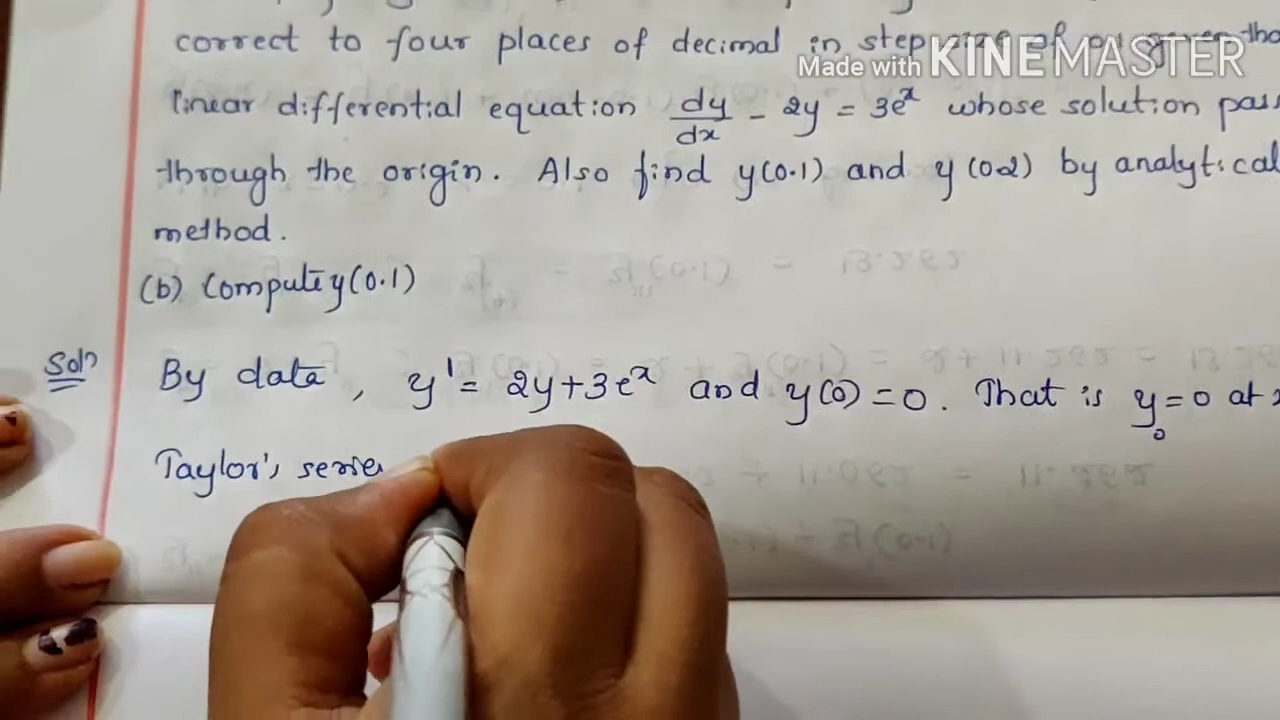 correct to four places of decimal in step
Made with KINEMASTER
linear differential equation dy/dx - 2y = 3e^x whose solution pass
through the origin. Also find y(0.1) and y(0.2) by analytical
method.
(b) Compute y(0.1)
Sol?
By data, y' = 2y+3e^x and y(0)=0. That is y₀=0 at
Taylor's serie